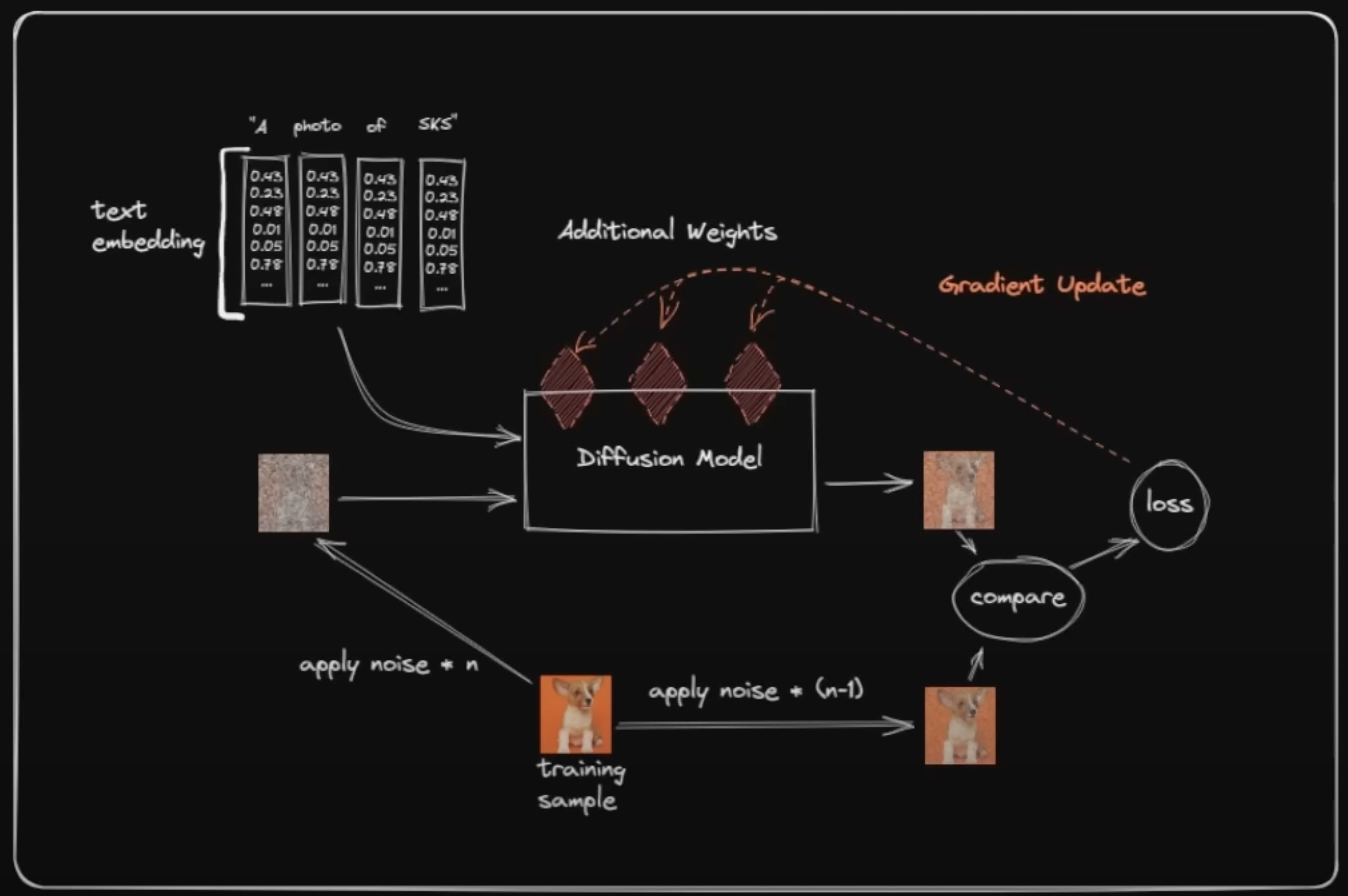 "A photo of SKS"
text
embedding
0.43 0.43 0.43 0.43
0.23 0.23 0.23 0.23
0.48 0.48 0.48 0.48
0.01 0.01 0.01 0.01
0.05 0.05 0.05 0.05
0.78 0.78 0.78 0.78
... ... ... ...
Additional Weights
Gradient Update
Diffusion Model
loss
compare
apply noise * n
apply noise * (n-1)
training
sample